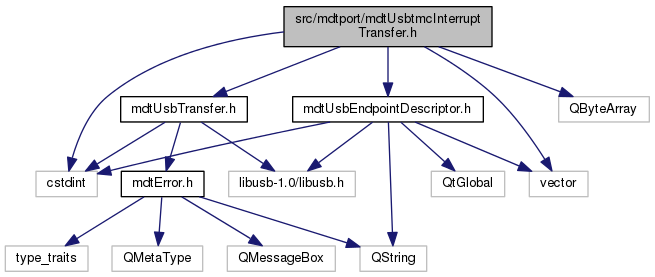 src/mdtport/mdtUsbtmcInterrupt
Transfer.h
mdtUsbTransfer.h
mdtUsbEndpointDescriptor.h
QByteArray
cstdint
mdtError.h
libusb-1.0/libusb.h
QtGlobal
vector
type_traits
QMetaType
QMessageBox
QString